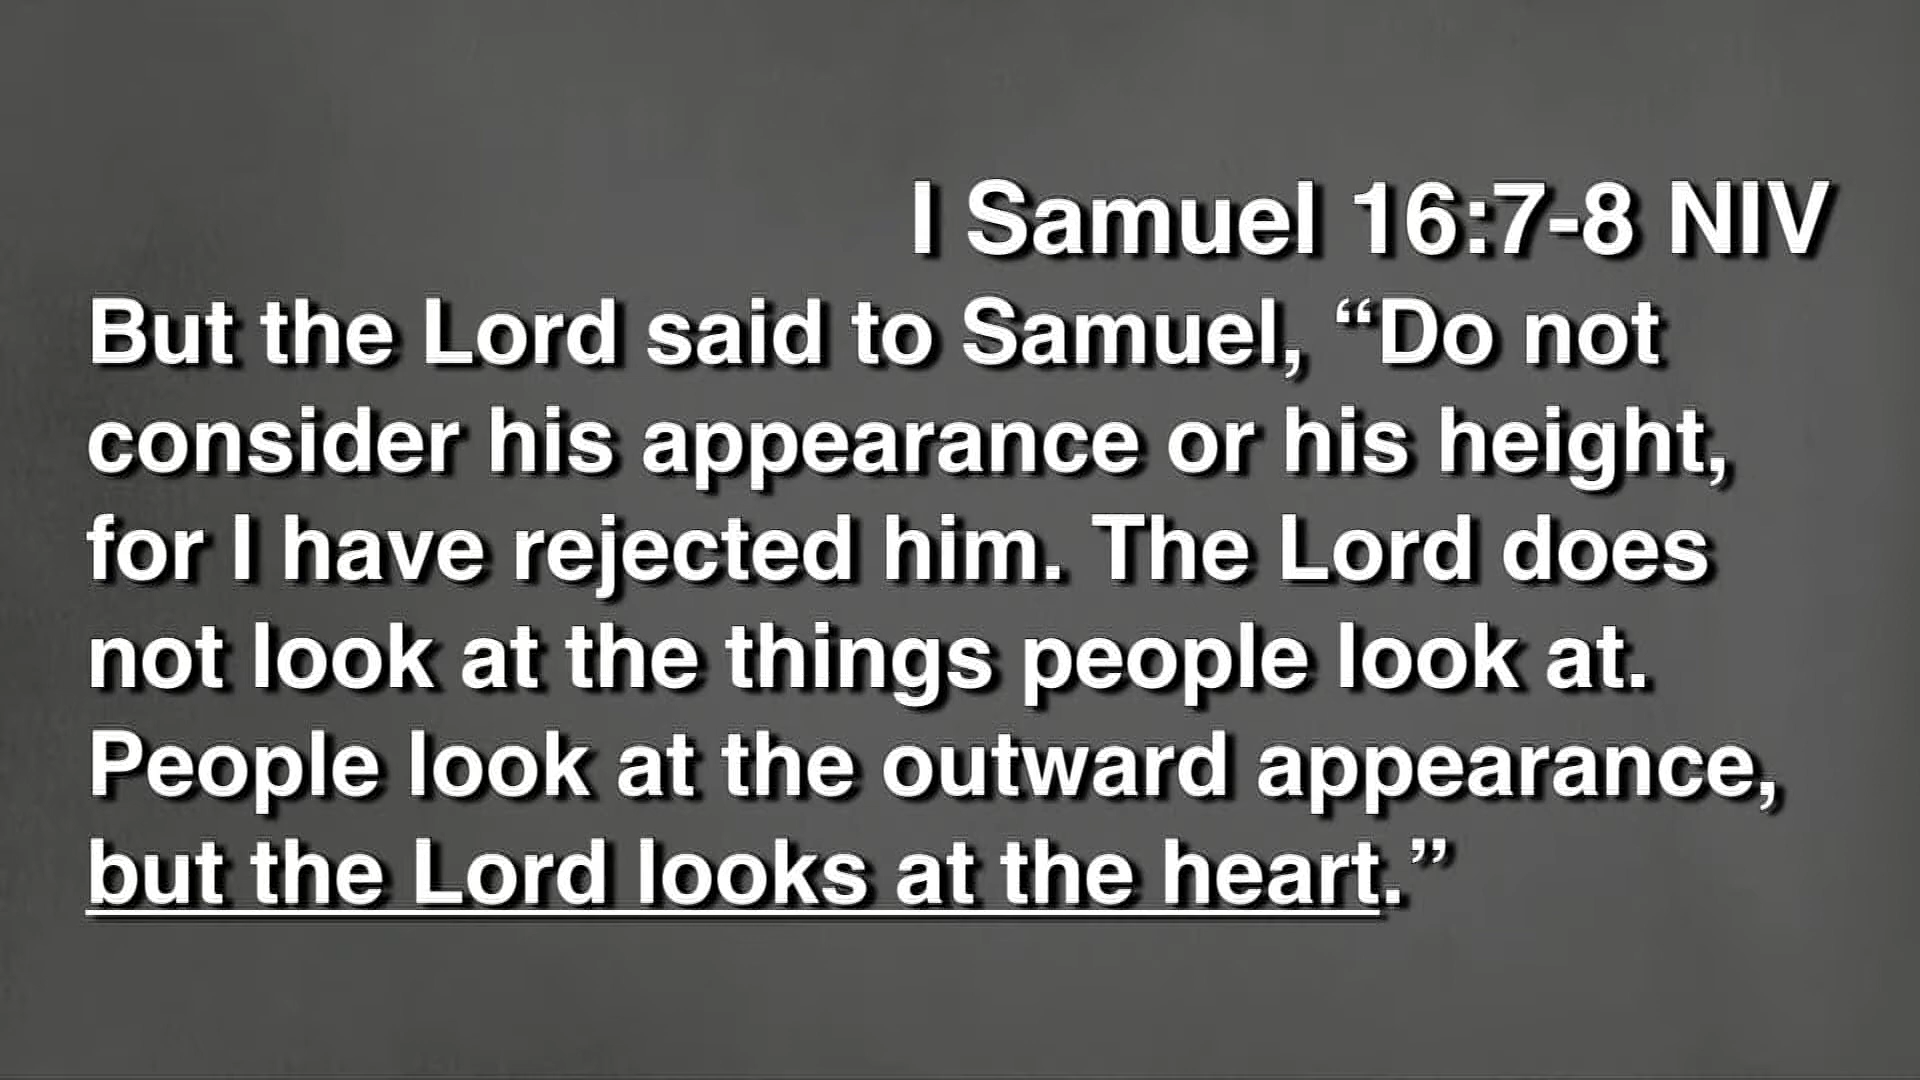 I Samuel 16:7-8 NIV
But the Lord said to Samuel, “Do not
consider his appearance or his height,
for I have rejected him. The Lord does
not look at the things people look at.
People look at the outward appearance,
but the Lord looks at the heart.”